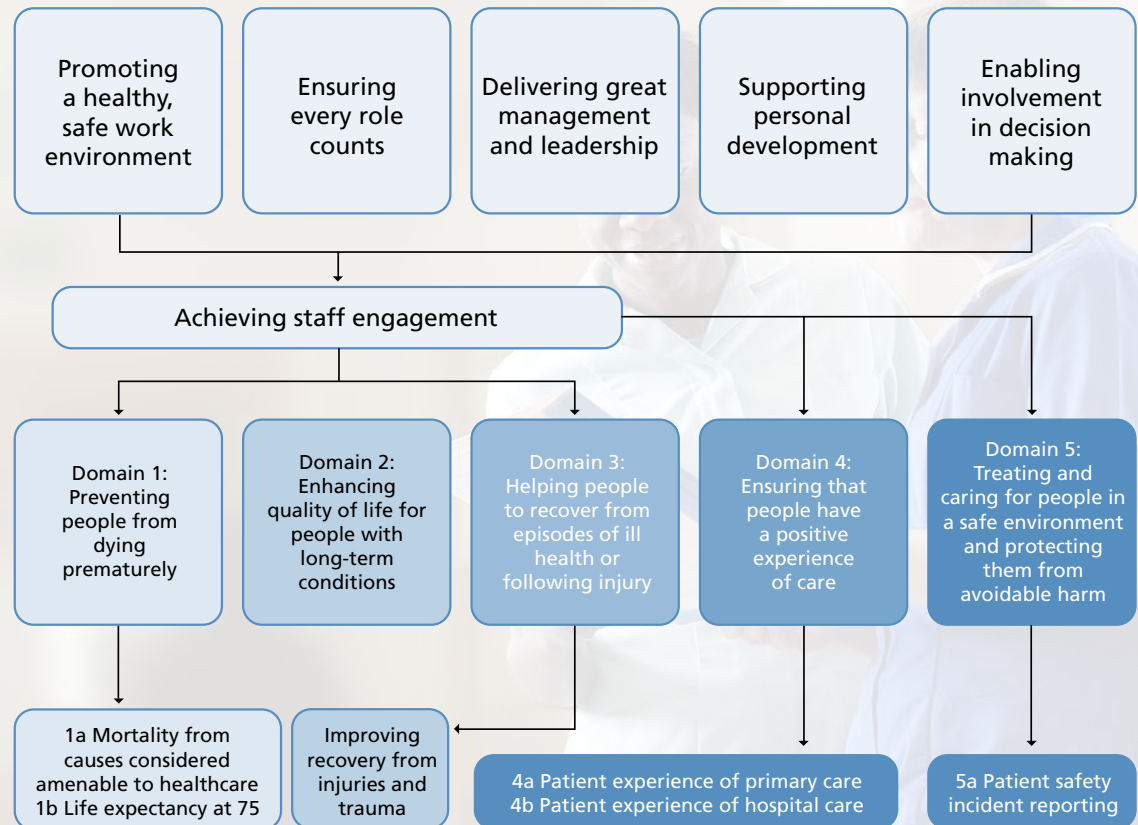 Promoting
a healthy,
safe work
environment
Ensuring
every role
counts
Delivering great
management
and leadership
Supporting
personal
development
Enabling
involvement
in decision
making
Achieving staff engagement
Domain 1:
Preventing
people from
dying
prematurely
Domain 2:
Enhancing
quality of life for
people with
long-term
conditions
Domain 3:
Helping people
to recover from
episodes of ill
health or
following injury
Domain 4:
Ensuring that
people have
a positive
experience
of care
Domain 5:
Treating and
caring for people in
a safe environment
and protecting
them from
avoidable harm
1a Mortality from
causes considered
amenable to healthcare
1b Life expectancy at 75
Improving
recovery from
injuries and
trauma
4a Patient experience of primary care
4b Patient experience of hospital care
5a Patient safety
incident reporting